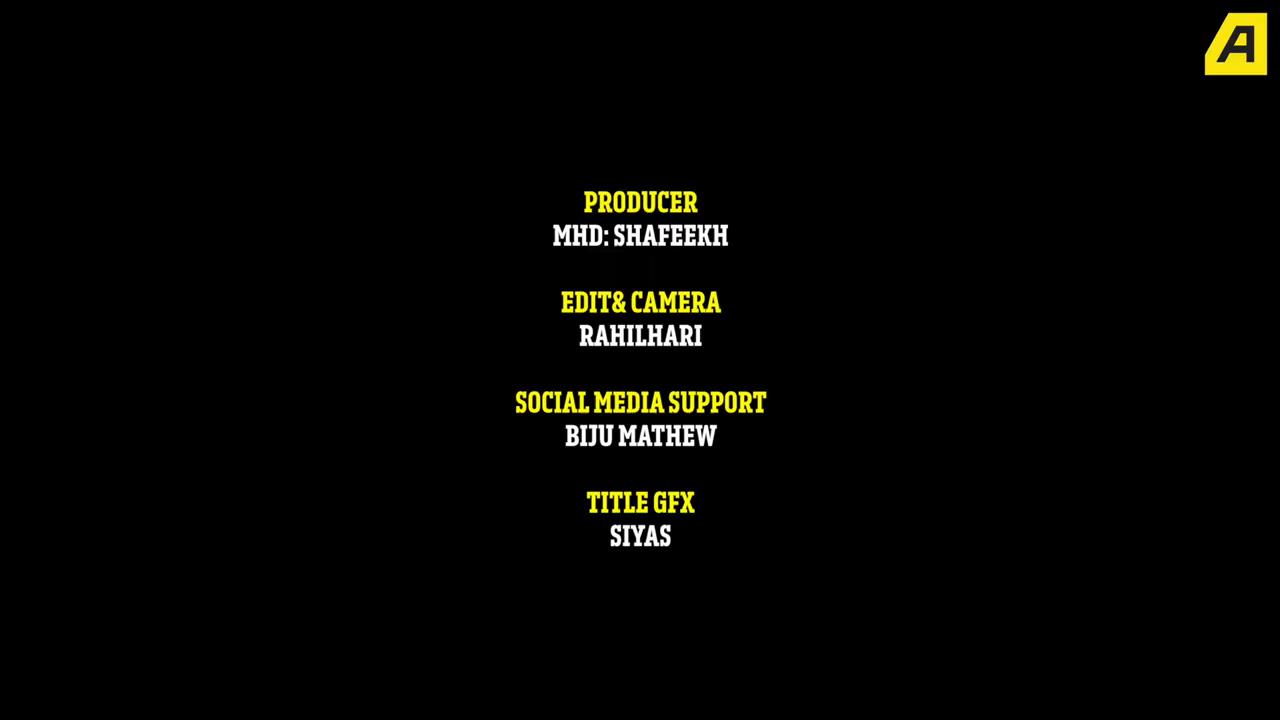 A
PRODUCER
MHD: SHAFEEKH
EDIT& CAMERA
RAHILHARI
SOCIAL MEDIA SUPPORT
BIJU MATHEW
TITLE GFX
SIYAS